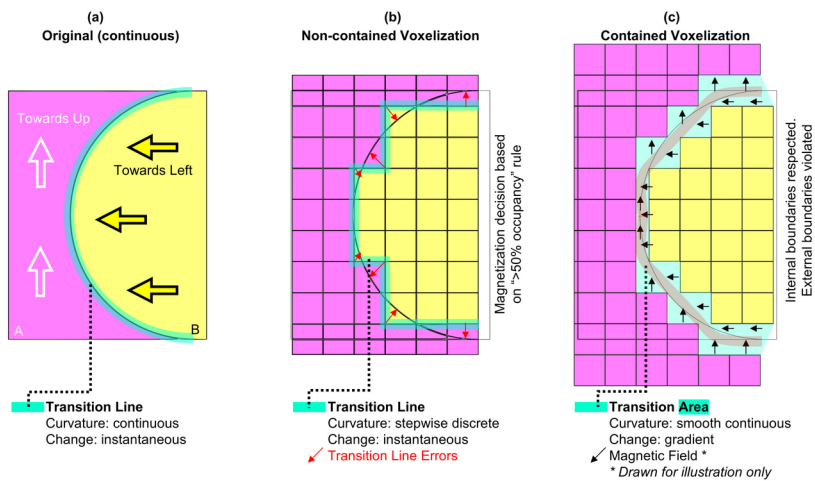 (a)
Original (continuous)
Towards Up
Towards Left
A
B
Transition Line
Curvature: continuous
Change: instantaneous
(b)
Non-contained Voxelization
Magnetization decision based
on “>50% occupancy” rule
Transition Line
Curvature: stepwise discrete
Change: instantaneous
Transition Line Errors
(c)
Contained Voxelization
Internal boundaries respected.
External boundaries violated
Transition Area
Curvature: smooth continuous
Change: gradient
Magnetic Field *
* Drawn for illustration only